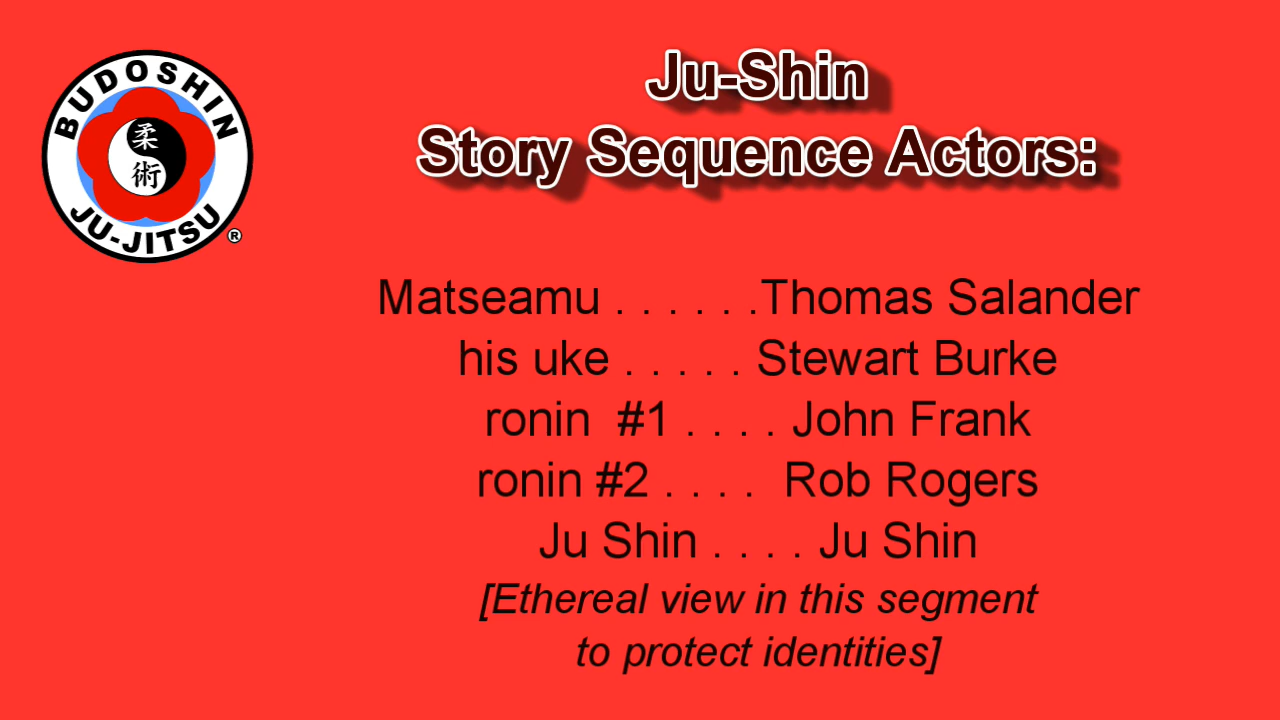 BUDOSHIN
柔
術
JU-JITSU
®
Ju-Shin
Story Sequence Actors:
Matseamu . . . . . .Thomas Salander
his uke . . . . . Stewart Burke
ronin  #1 . . . . John Frank
ronin #2 . . . .  Rob Rogers
Ju Shin . . . . Ju Shin
[Ethereal view in this segment
to protect identities]